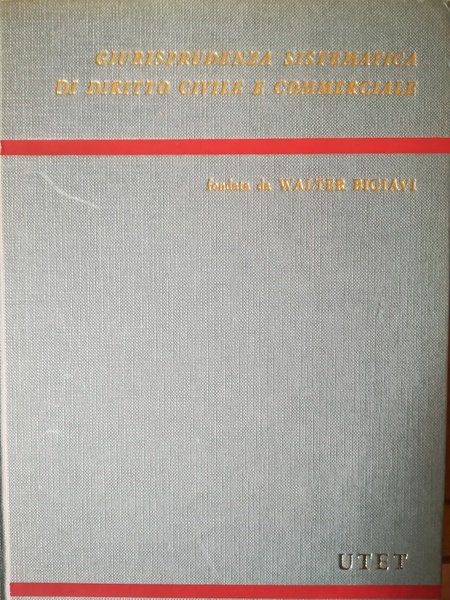 GIURISPRUDENZA SISTEMATICA
DI DIRITTO CIVILE E COMMERCIALE
fondata da WALTER BIGIAVI
UTET